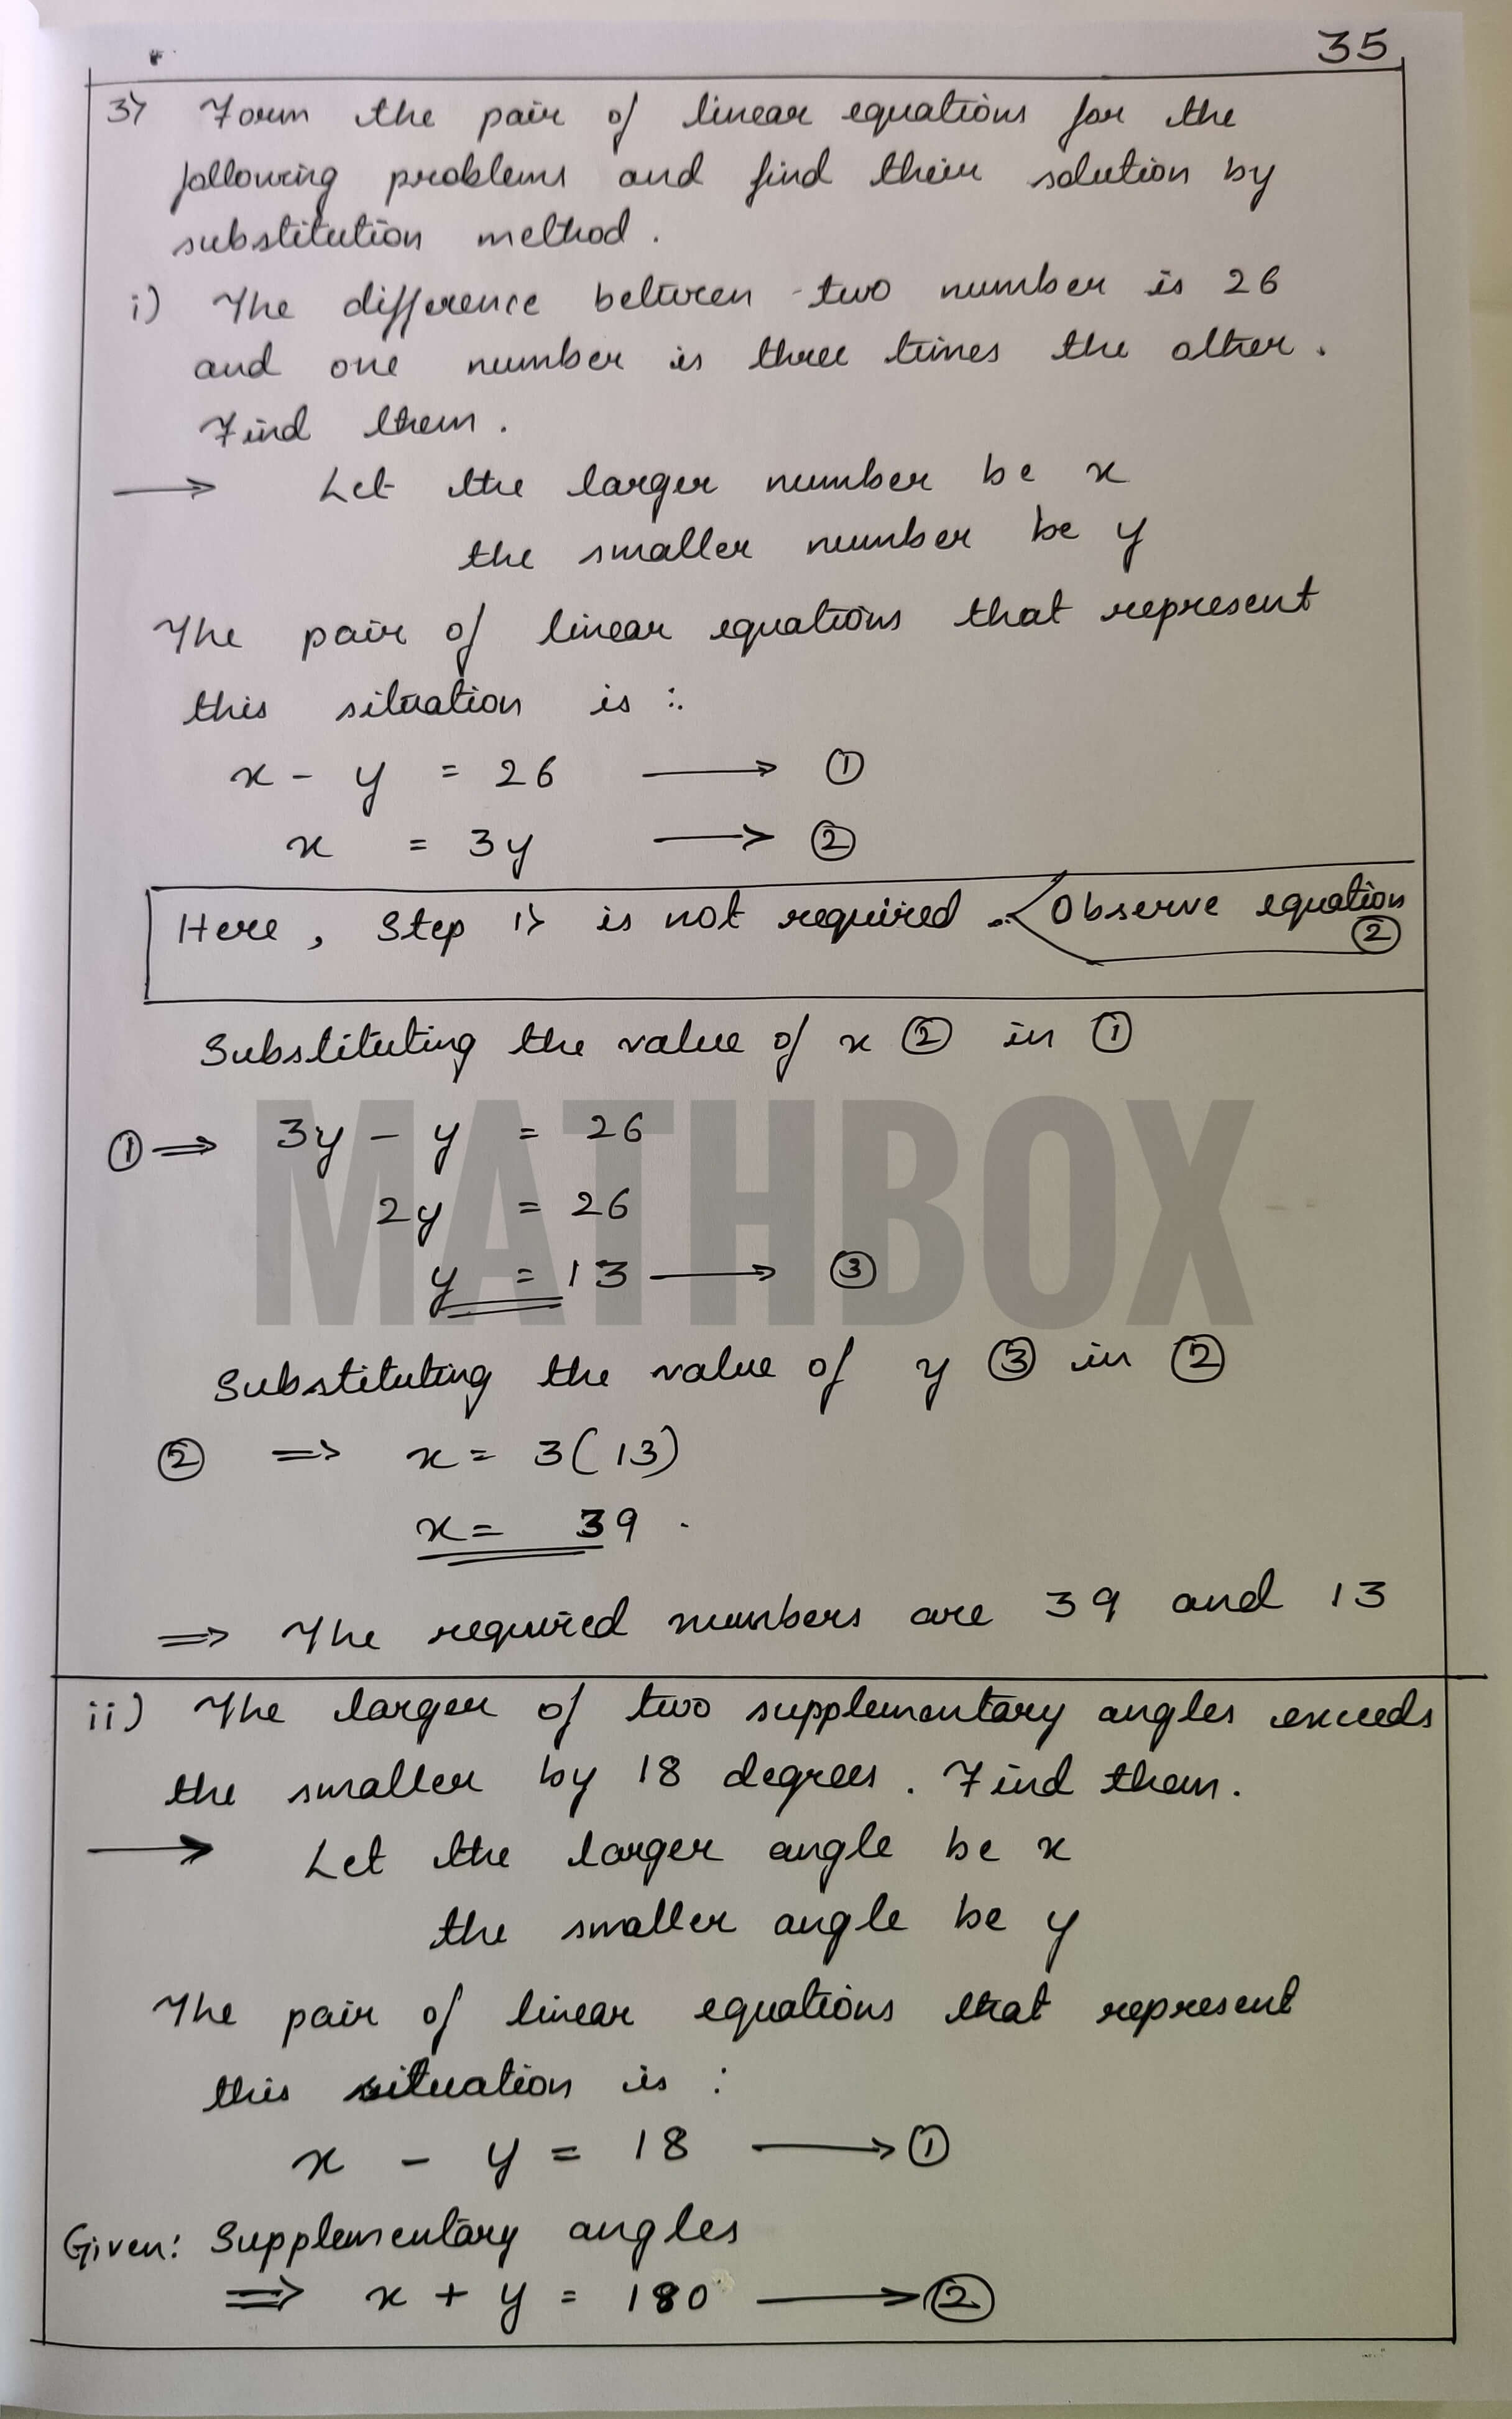 35
3) Form the pair of linear equations for the
following problems and find their solution by
substitution method.
i) The difference between two number is 26
and one number is three times the other.
Find them.
⟶ Let the larger number be x
the smaller number be y
The pair of linear equations that represent
this situation is :.
x - y = 26 ⟶ ①
x = 3y ⟶ ②
Here, Step 1) is not required. Observe equation ②
Substituting the value of x ② in ①
① ⇒ 3y - y = 26
2y = 26
y = 13 ⟶ ③
MATHBOX
Substituting the value of y ③ in ②
② ⇒ x = 3(13)
x = 39.
⇒ The required numbers are 39 and 13
ii) The larger of two supplementary angles exceeds
the smaller by 18 degrees. Find them.
⟶ Let the larger angle be x
the smaller angle be y
The pair of linear equations that represent
this situation is :
x - y = 18 ⟶ ①
Given: Supplementary angles
⇒ x + y = 180 ⟶ ②